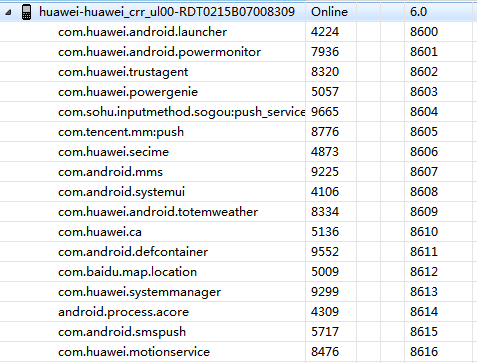 huawei-huawei_crr_ul00-RDT0215B07008309 Online 6.0
com.huawei.android.launcher 4224 8600
com.huawei.android.powermonitor 7936 8601
com.huawei.trustagent 8320 8602
com.huawei.powergenie 5057 8603
com.sohu.inputmethod.sogou:push_service 9665 8604
com.tencent.mm:push 8776 8605
com.huawei.secime 4873 8606
com.android.mms 9225 8607
com.android.systemui 4106 8608
com.huawei.android.totemweather 8334 8609
com.huawei.ca 5136 8610
com.android.defcontainer 9552 8611
com.baidu.map.location 5009 8612
com.huawei.systemmanager 9299 8613
android.process.acore 4309 8614
com.android.smspush 5717 8615
com.huawei.motionservice 8476 8616